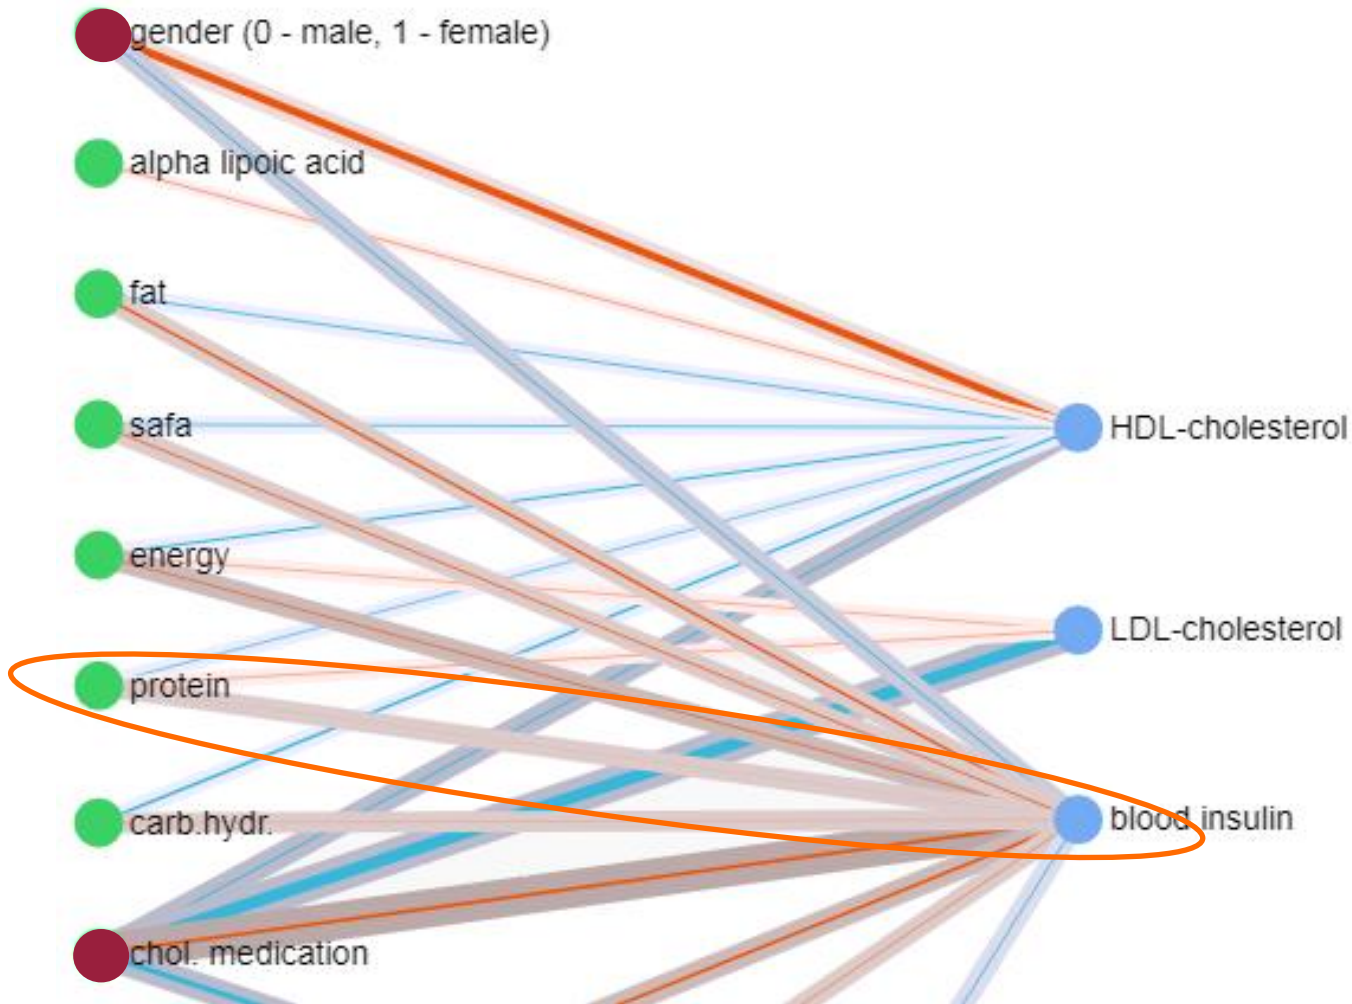 gender (0 - male, 1 - female)
alpha lipoic acid
fat
safa
energy
protein
carb.hydr.
chol. medication
HDL-cholesterol
LDL-cholesterol
blood insulin